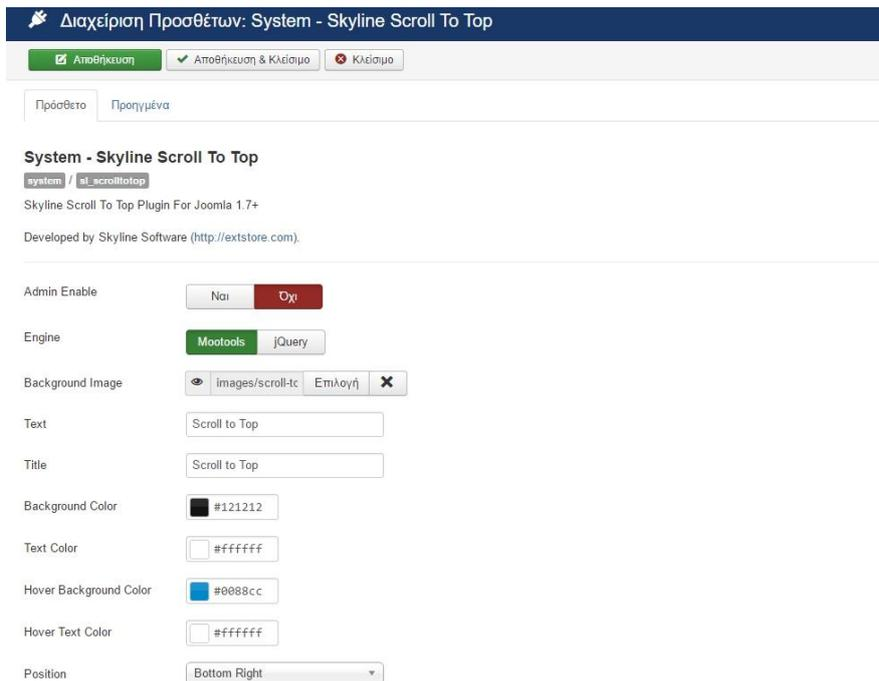 Διαχείριση Προσθέτων: System - Skyline Scroll To Top
Αποθήκευση Αποθήκευση & Κλείσιμο Κλείσιμο
Πρόσθετο Προηγμένα
System - Skyline Scroll To Top
system / sl_scrolltotop
Skyline Scroll To Top Plugin For Joomla 1.7+
Developed by Skyline Software (http://extstore.com).
Admin Enable Ναι Όχι
Engine Mootools jQuery
Background Image images/scroll-to Επιλογή
Text Scroll to Top
Title Scroll to Top
Background Color #121212
Text Color #ffffff
Hover Background Color #0088cc
Hover Text Color #ffffff
Position Bottom Right